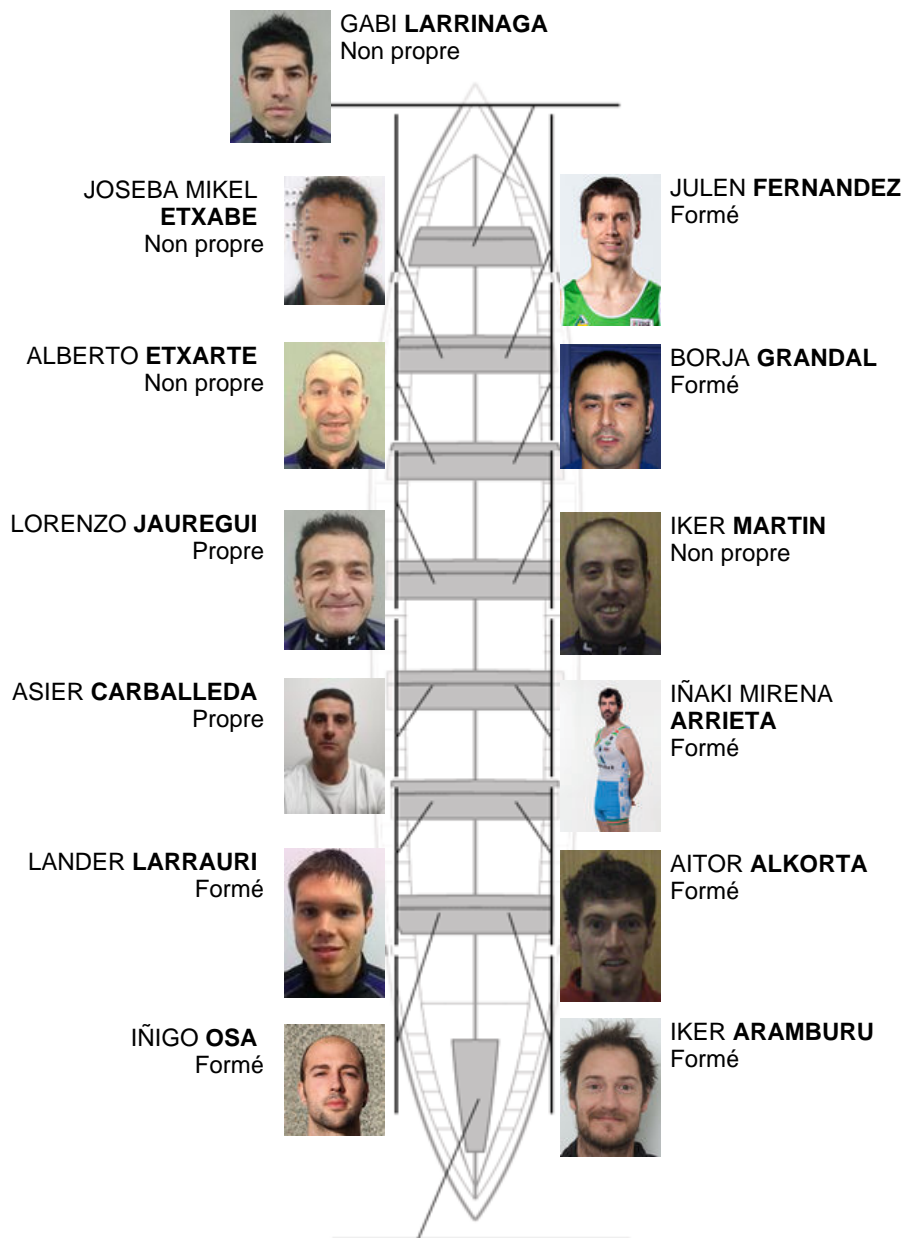 GABI LARRINAGA
Non propre
JOSEBA MIKEL
ETXABE
Non propre
JULEN FERNANDEZ
Formé
ALBERTO ETXARTE
Non propre
BORJA GRANDAL
Formé
LORENZO JAUREGUI
Propre
IKER MARTIN
Non propre
ASIER CARBALLEDA
Propre
IÑAKI MIRENA
ARRIETA
Formé
LANDER LARRAURI
Formé
AITOR ALKORTA
Formé
IÑIGO OSA
Formé
IKER ARAMBURU
Formé